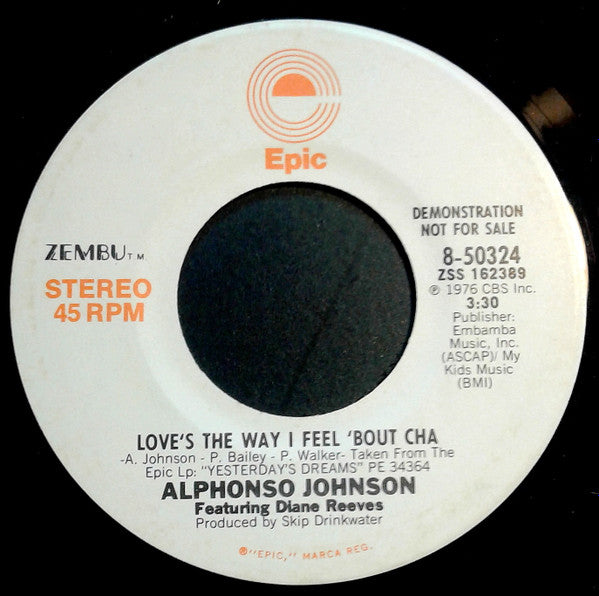 Epic
DEMONSTRATION
NOT FOR SALE
ZEMBU T.M.
8-50324
ZSS 162389
STEREO
45 RPM
℗ 1976 CBS Inc.
3:30
Publisher:
Embamba
Music, Inc.
(ASCAP)/ My
Kids Music
(BMI)
LOVE'S THE WAY I FEEL 'BOUT CHA
-A. Johnson - P. Bailey - P. Walker- Taken From The
Epic Lp: "YESTERDAY'S DREAMS" PE 34364
ALPHONSO JOHNSON
Featuring Diane Reeves
Produced by Skip Drinkwater
®"EPIC," MARCA REG.